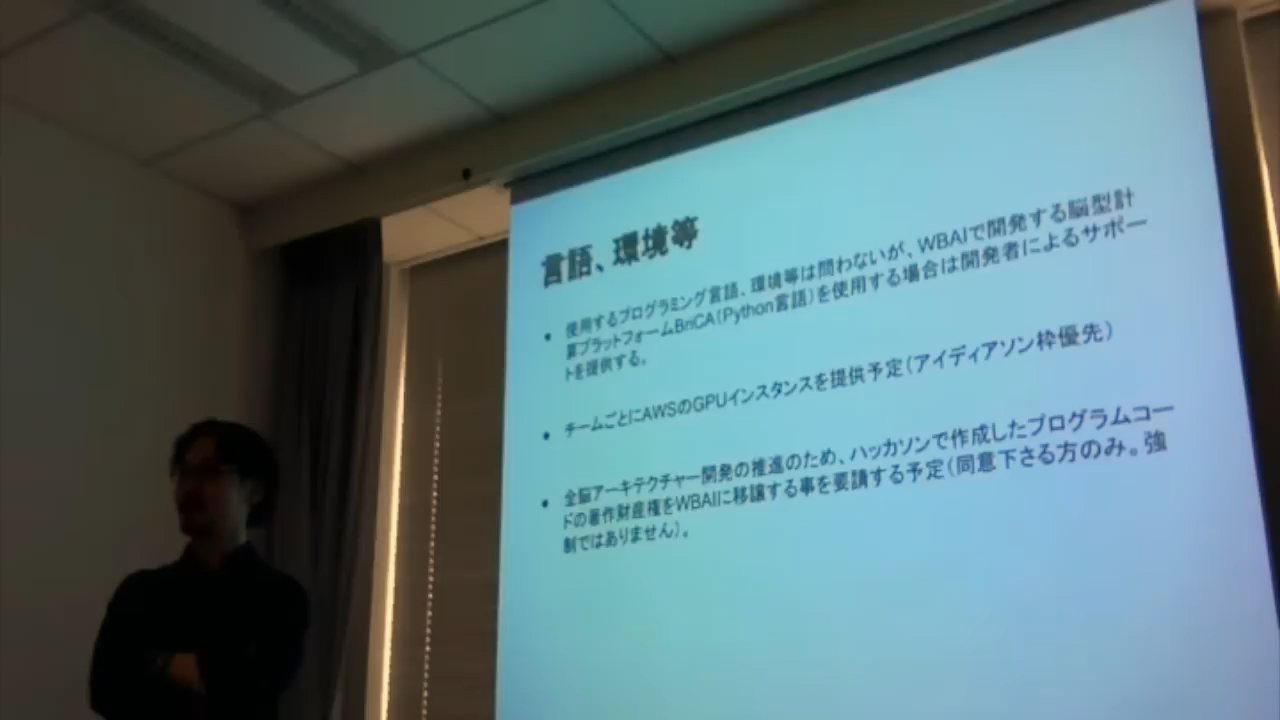 言語、環境等
• 使用するプログラミング言語、環境等は問わないが、WBAIで開発する脳型計
算プラットフォームBriCA(Python言語)を使用する場合は開発者によるサポー
トを提供する。
• チームごとにAWSのGPUインスタンスを提供予定(アイディアソン枠優先)
• 全脳アーキテクチャー開発の推進のため、ハッカソンで作成したプログラムコー
ドの著作財産権をWBAIに移譲する事を要請する予定(同意下さる方のみ。強
制ではありません)。